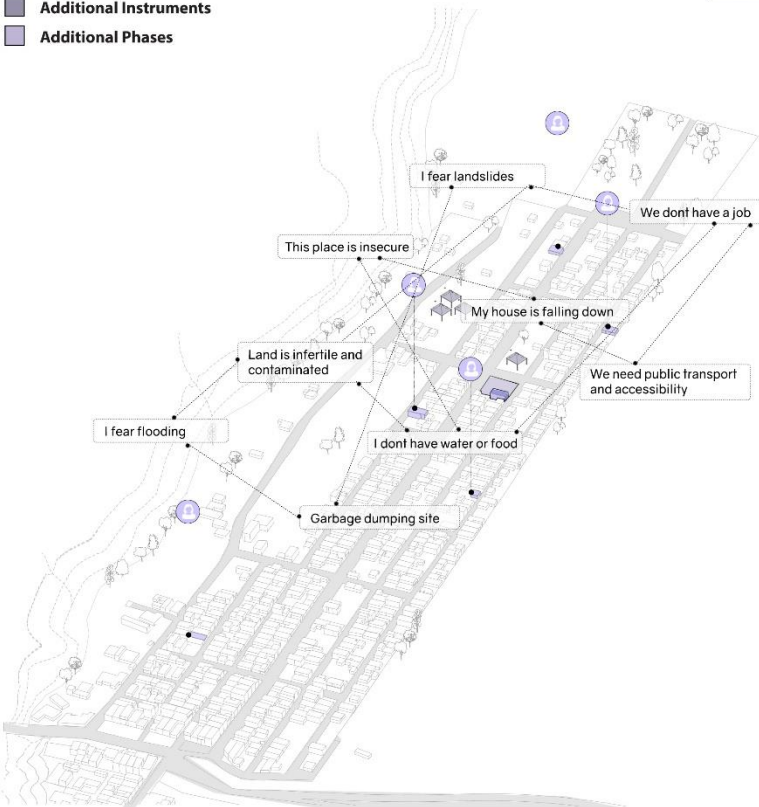 Additional Instruments
Additional Phases
I fear landslides
We dont have a job
This place is insecure
My house is falling down
Land is infertile and
contaminated
We need public transport
and accessibility
I fear flooding
I dont have water or food
Garbage dumping site